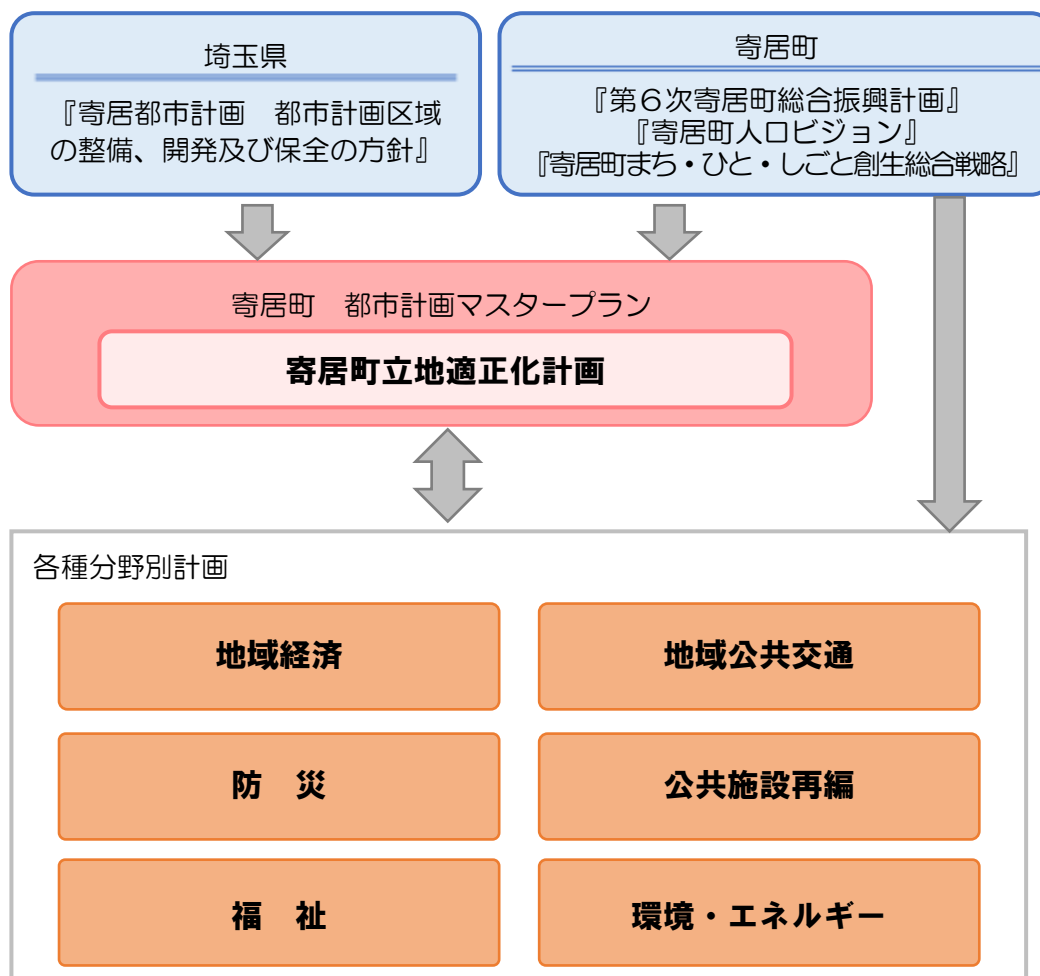 埼玉県
『寄居都市計画　都市計画区域
の整備、開発及び保全の方針』
寄居町
『第６次寄居町総合振興計画』
『寄居町人口ビジョン』
『寄居町まち・ひと・しごと創生総合戦略』
寄居町　都市計画マスタープラン
寄居町立地適正化計画
各種分野別計画
地域経済
地域公共交通
防　災
公共施設再編
福　祉
環境・エネルギー